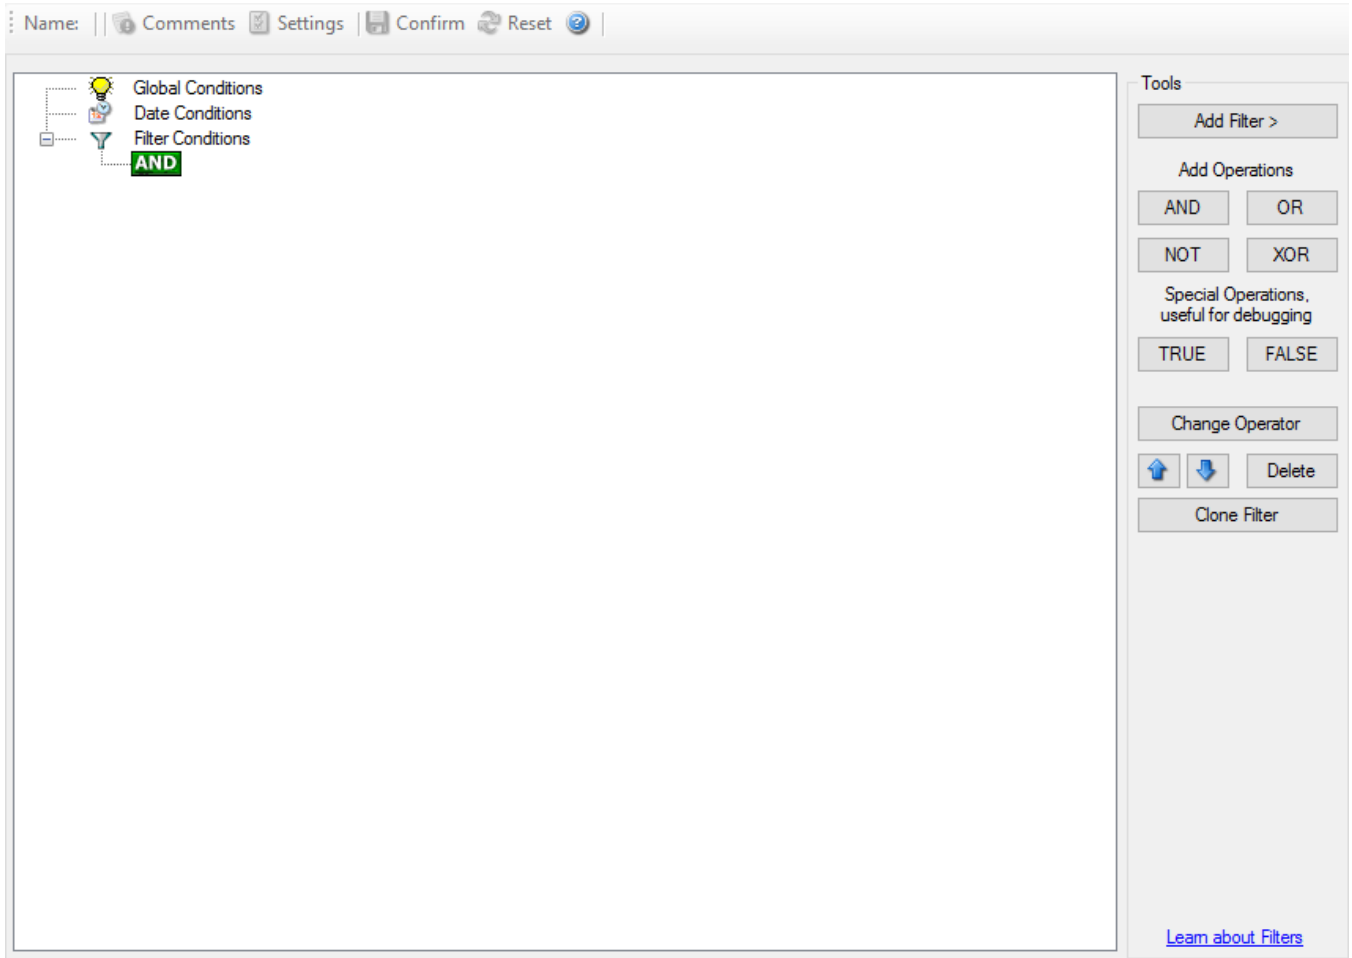 Name: Comments Settings Confirm Reset
Global Conditions
Date Conditions
Filter Conditions
AND
Tools
Add Filter >
Add Operations
AND OR
NOT XOR
Special Operations,
useful for debugging
TRUE FALSE
Change Operator
Delete
Clone Filter
Learn about Filters